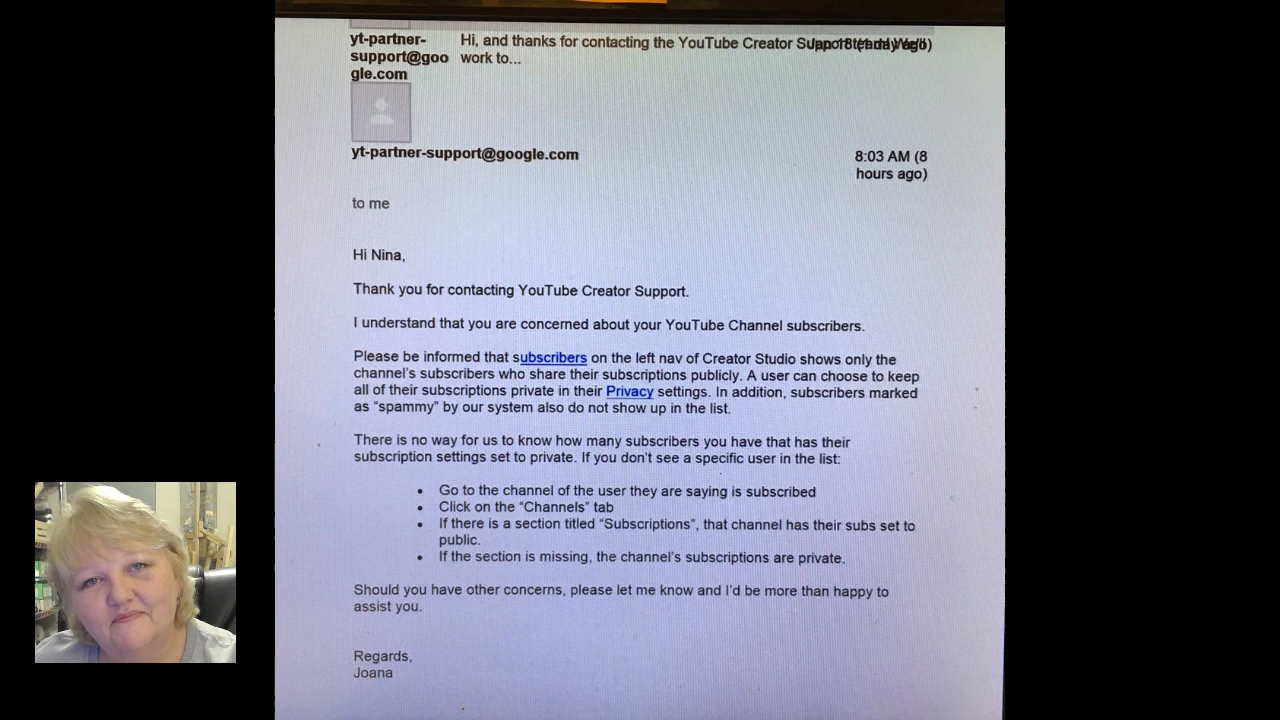 yt-partner-
support@goo
gle.com
Hi, and thanks for contacting the YouTube Creator
work to...
yt-partner-support@google.com
8:03 AM (8
hours ago)
to me
Hi Nina,
Thank you for contacting YouTube Creator Support.
I understand that you are concerned about your YouTube Channel subscribers.
Please be informed that subscribers on the left nav of Creator Studio shows only the
channel's subscribers who share their subscriptions publicly. A user can choose to keep
all of their subscriptions private in their Privacy settings. In addition, subscribers marked
as “spammy” by our system also do not show up in the list.
There is no way for us to know how many subscribers you have that has their
subscription settings set to private. If you don't see a specific user in the list:
• Go to the channel of the user they are saying is subscribed
• Click on the “Channels” tab
• If there is a section titled “Subscriptions”, that channel has their subs set to
public.
• If the section is missing, the channel's subscriptions are private.
Should you have other concerns, please let me know and I'd be more than happy to
assist you.
Regards,
Joana